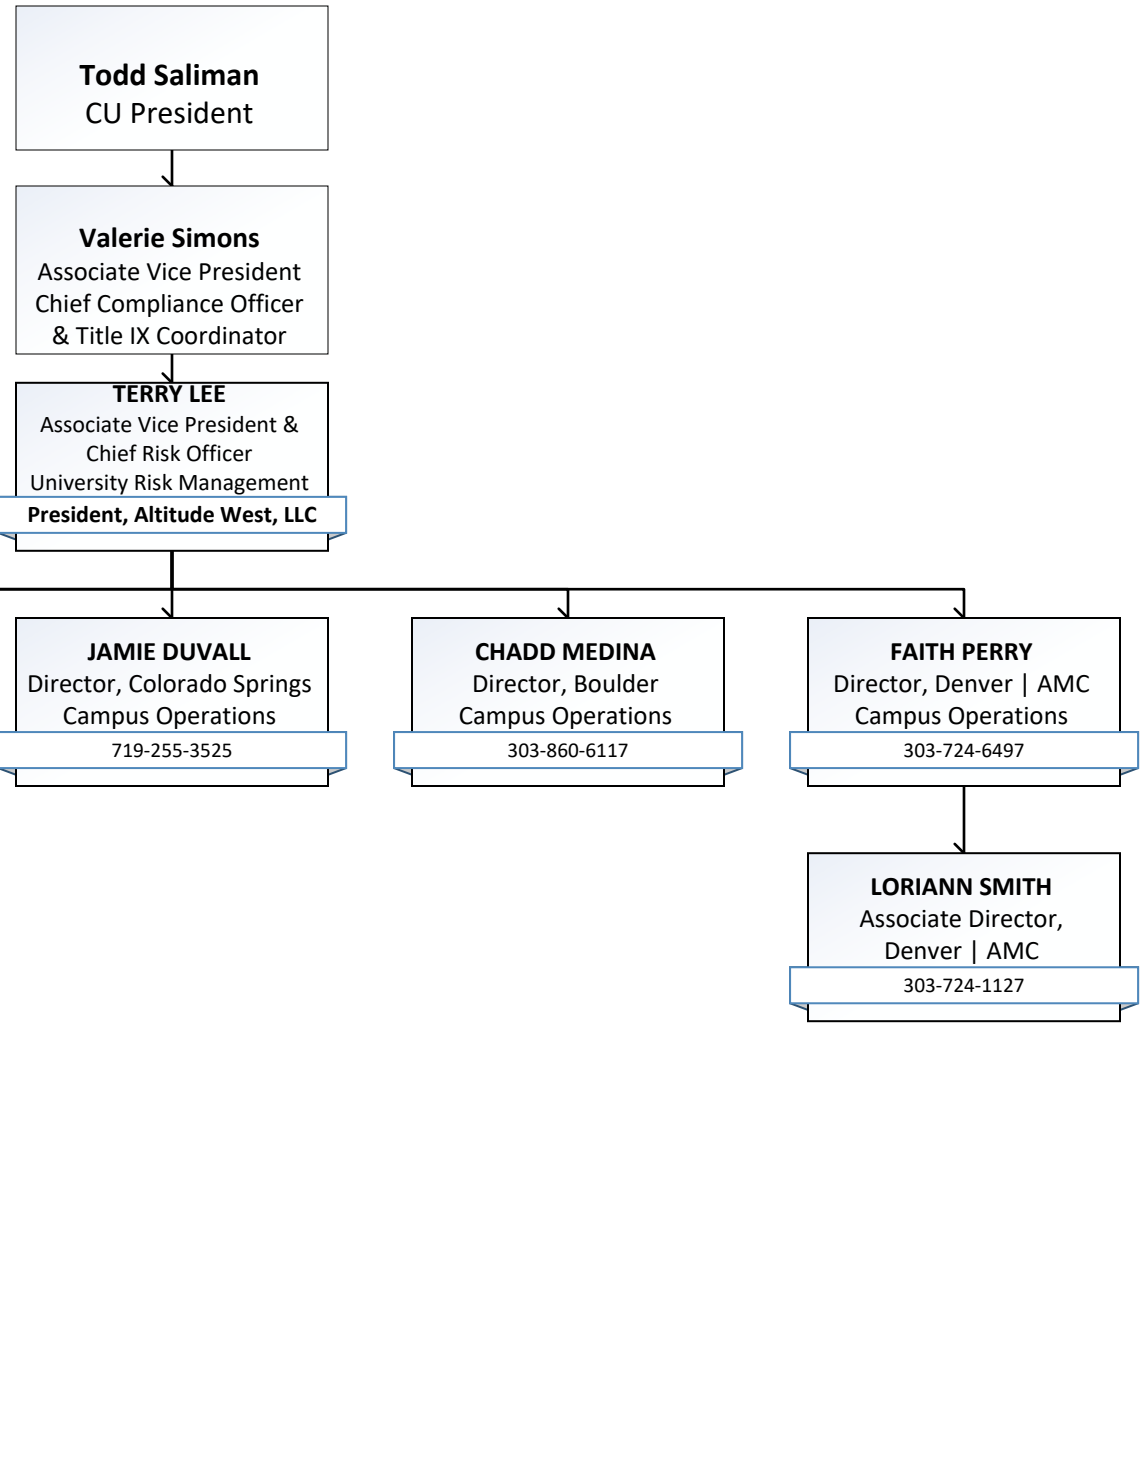 Todd Saliman
CU President
Valerie Simons
Associate Vice President
Chief Compliance Officer
& Title IX Coordinator
TERRY LEE
Associate Vice President &
Chief Risk Officer
University Risk Management
President, Altitude West, LLC
JAMIE DUVALL
Director, Colorado Springs
Campus Operations
719-255-3525
CHADD MEDINA
Director, Boulder
Campus Operations
303-860-6117
FAITH PERRY
Director, Denver | AMC
Campus Operations
303-724-6497
LORIANN SMITH
Associate Director,
Denver | AMC
303-724-1127